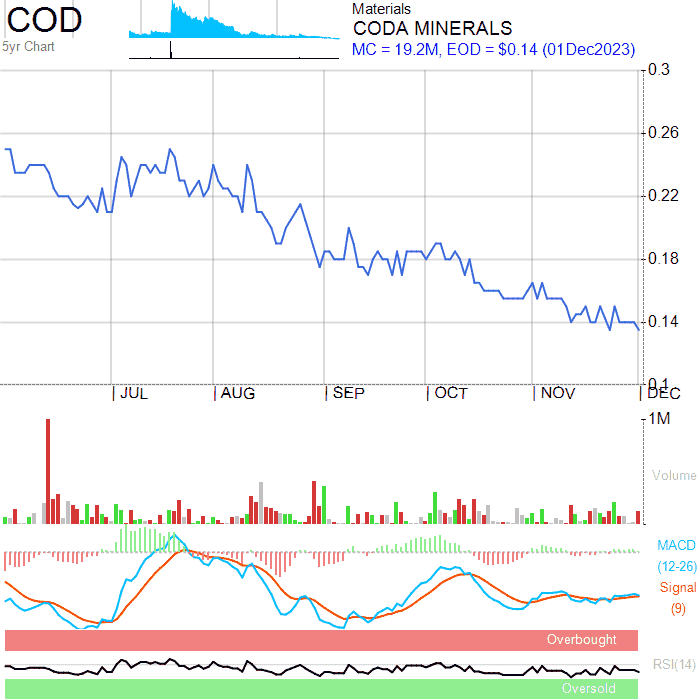 COD
5yr Chart
Materials
CODA MINERALS
MC = 19.2M, EOD = $0.14 (01Dec2023)
0.3
0.26
0.22
0.18
0.14
0.1
JUL
AUG
SEP
OCT
NOV
DEC
1M
Volume
MACD
(12-26)
Signal
(9)
Overbought
RSI(14)
Oversold